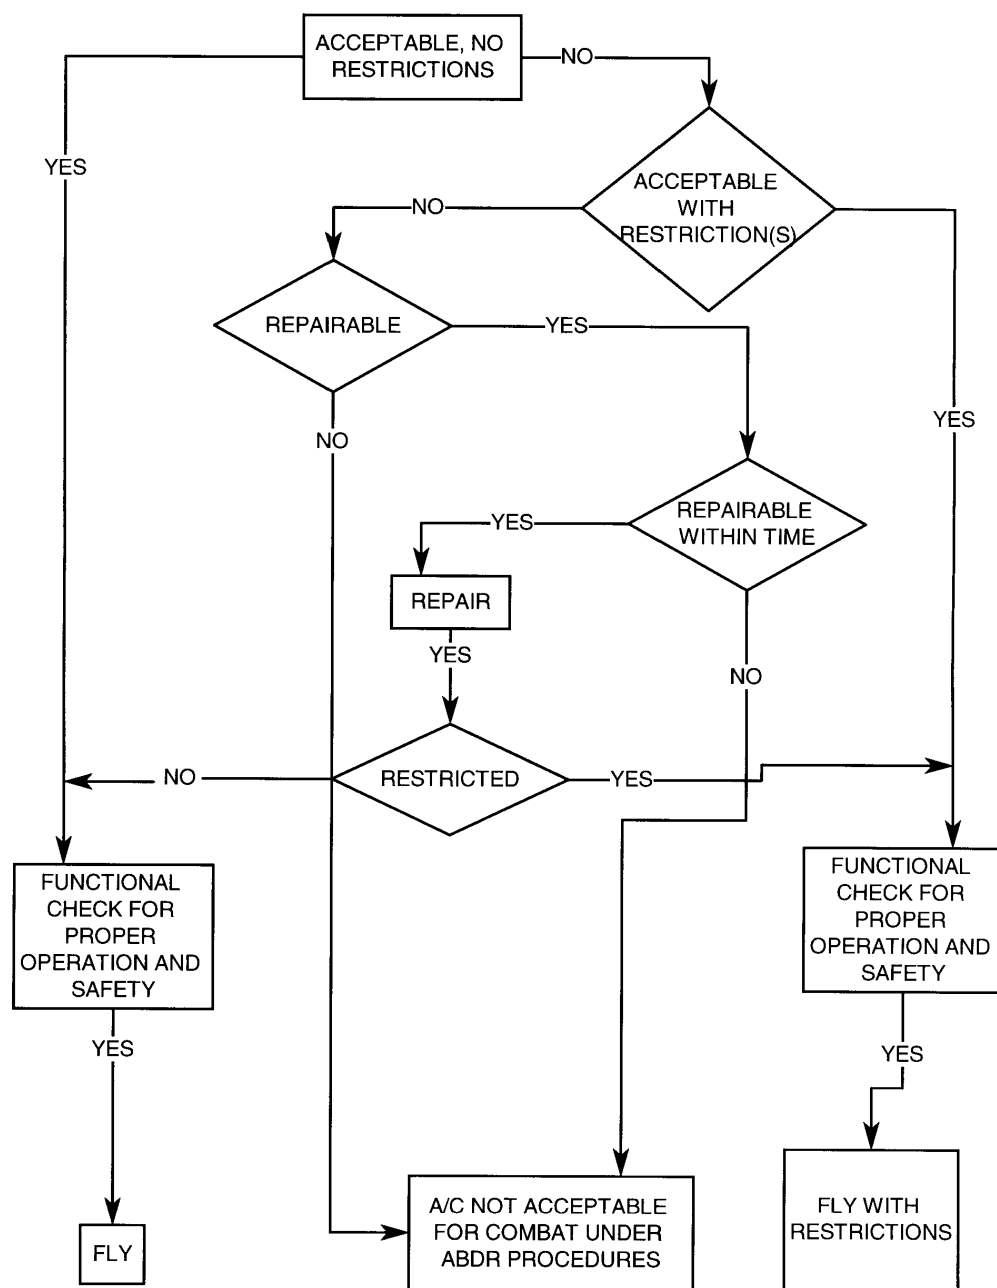 ACCEPTABLE, NO
RESTRICTIONS
NO
YES
ACCEPTABLE
WITH
RESTRICTION(S)
NO
REPAIRABLE
YES
YES
NO
REPAIRABLE
WITHIN TIME
YES
REPAIR
YES
NO
RESTRICTED
NO
YES
FUNCTIONAL
CHECK FOR
PROPER
OPERATION AND
SAFETY
FUNCTIONAL
CHECK FOR
PROPER
OPERATION AND
SAFETY
YES
YES
A/C NOT ACCEPTABLE
FOR COMBAT UNDER
ABDR PROCEDURES
FLY WITH
RESTRICTIONS
FLY